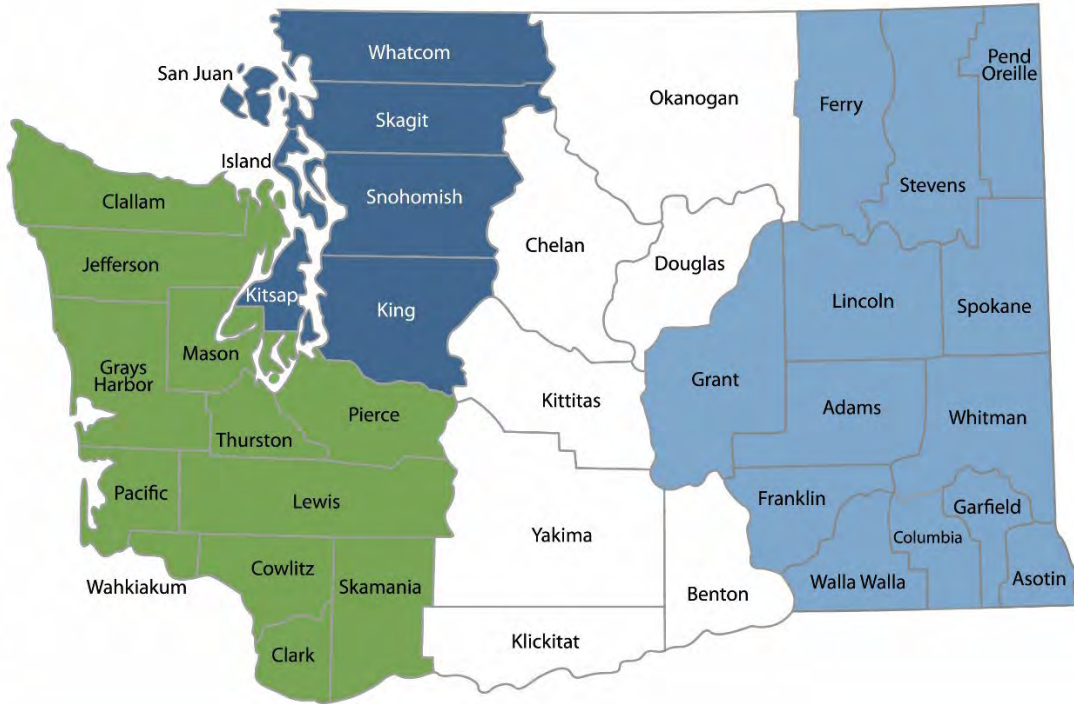 Whatcom
San Juan
Skagit
Okanogan
Ferry
Pend
Oreille
Island
Snohomish
Stevens
Clallam
Jefferson
Chelan
Douglas
Kitsap
King
Lincoln
Spokane
Mason
Grays
Harbor
Grant
Kittitas
Adams
Whitman
Pierce
Thurston
Pacific
Lewis
Franklin
Garfield
Yakima
Columbia
Wahkiakum
Cowlitz
Skamania
Benton
Walla Walla
Asotin
Clark
Klickitat